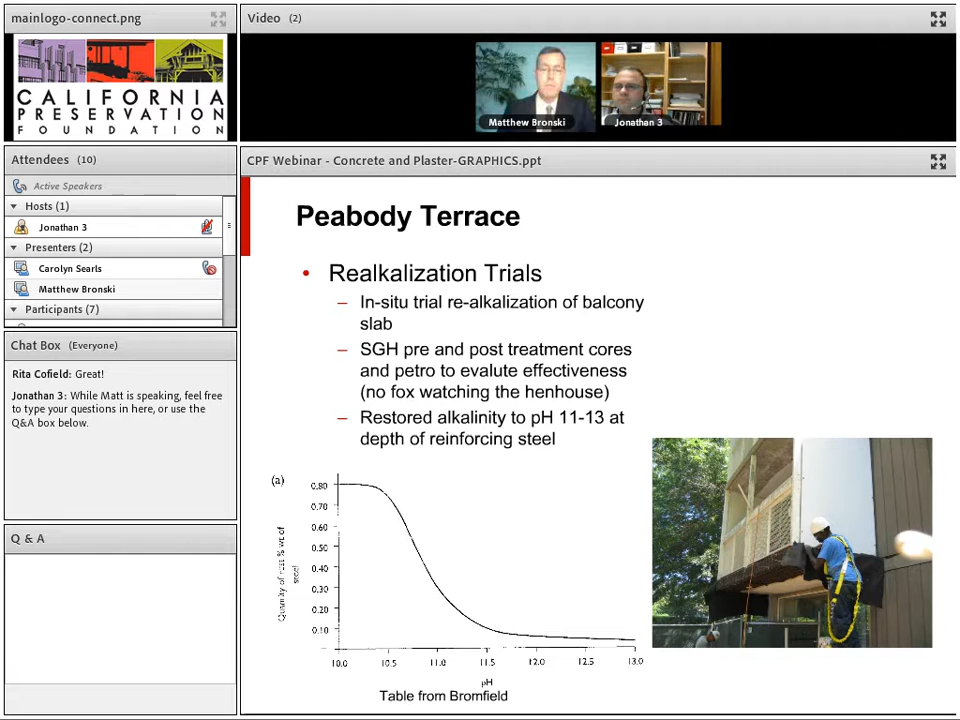 mainlogo-connect.png
CALIFORNIA
PRESERVATION
FOUNDATION
Video (2)
Matthew Bronski
Jonathan 3
Attendees (10)
Active Speakers
Hosts (1)
Jonathan 3
Presenters (2)
Carolyn Searls
Matthew Bronski
Participants (7)
Chat Box (Everyone)
Rita Cofield: Great!
Jonathan 3: While Matt is speaking, feel free
to type your questions in here, or use the
Q&A box below.
Q & A
CPF Webinar - Concrete and Plaster-GRAPHICS.ppt
Peabody Terrace
• Realkalization Trials
– In-situ trial re-alkalization of balcony
slab
– SGH pre and post treatment cores
and petro to evalute effectiveness
(no fox watching the henhouse)
– Restored alkalinity to pH 11-13 at
depth of reinforcing steel
(a)
Quantity of rust % wt of
steel
0.80
0.70
0.60
0.50
0.40
0.30
0.20
0.10
10.0 10.5 11.0 11.5 12.0 12.5 13.0
pH
Table from Bromfield